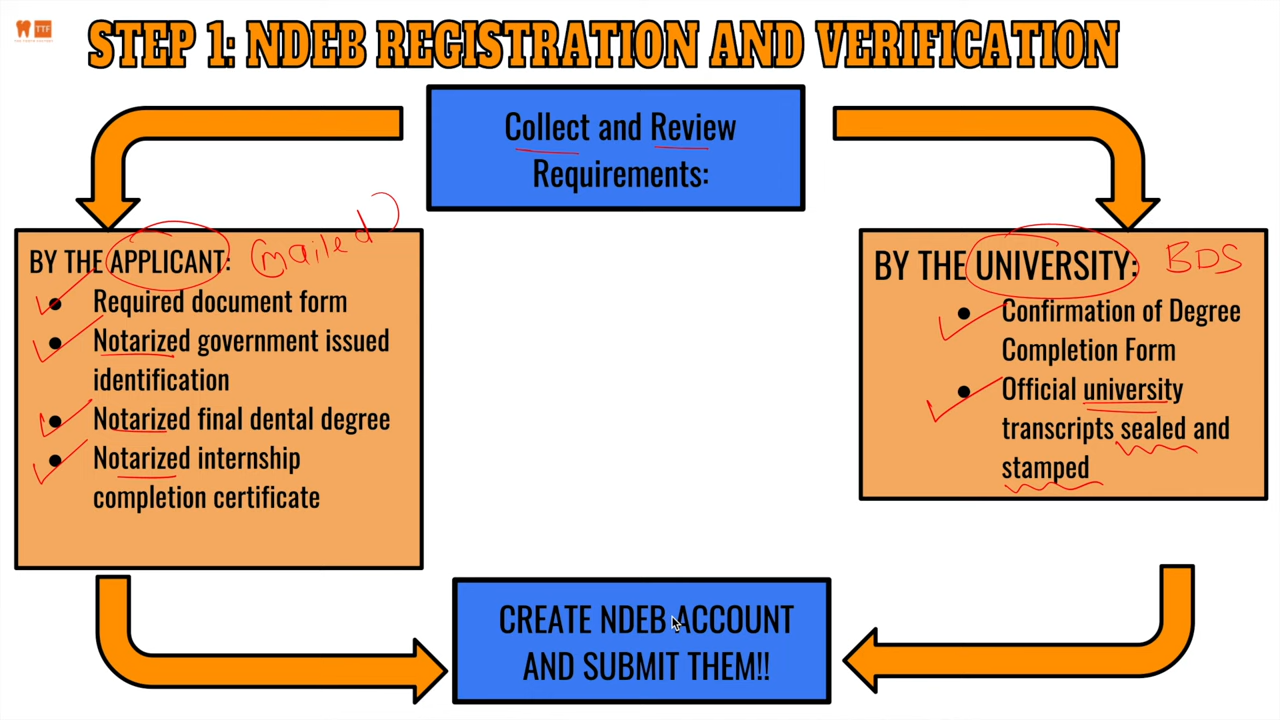 TTF
STEP 1: NDEB REGISTRATION AND VERIFICATION
Collect and Review
Requirements:
BY THE APPLICANT: (mailed)
● Required document form
● Notarized government issued
identification
● Notarized final dental degree
● Notarized internship
completion certificate
BY THE UNIVERSITY: BDS
● Confirmation of Degree
Completion Form
● Official university
transcripts sealed and
stamped
CREATE NDEB ACCOUNT
AND SUBMIT THEM!!